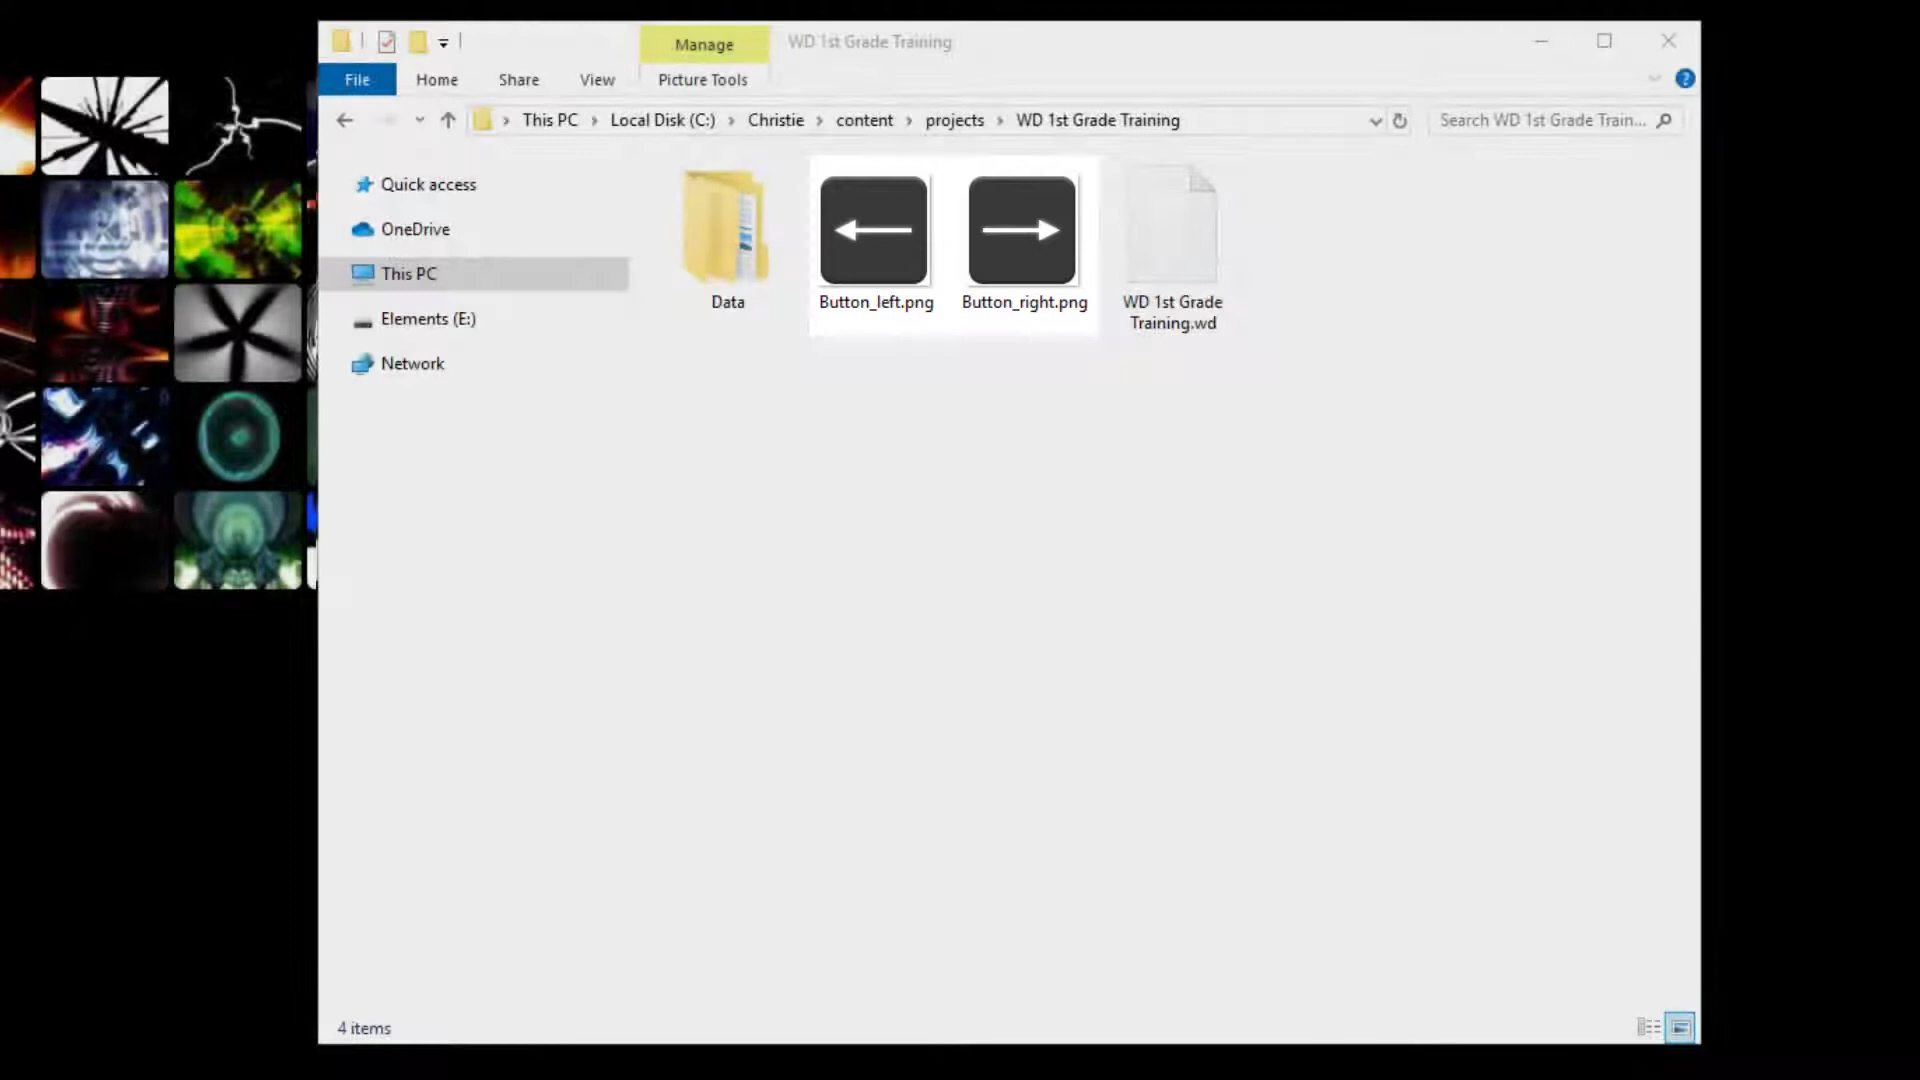 Manage
WD 1st Grade Training
File
Home
Share
View
Picture Tools
This PC
Local Disk (C:)
Christie
content
projects
WD 1st Grade Training
Search WD 1st Grade Train...
Quick access
OneDrive
This PC
Elements (E:)
Network
Data
Button_left.png
Button_right.png
WD 1st Grade
Training.wd
4 items